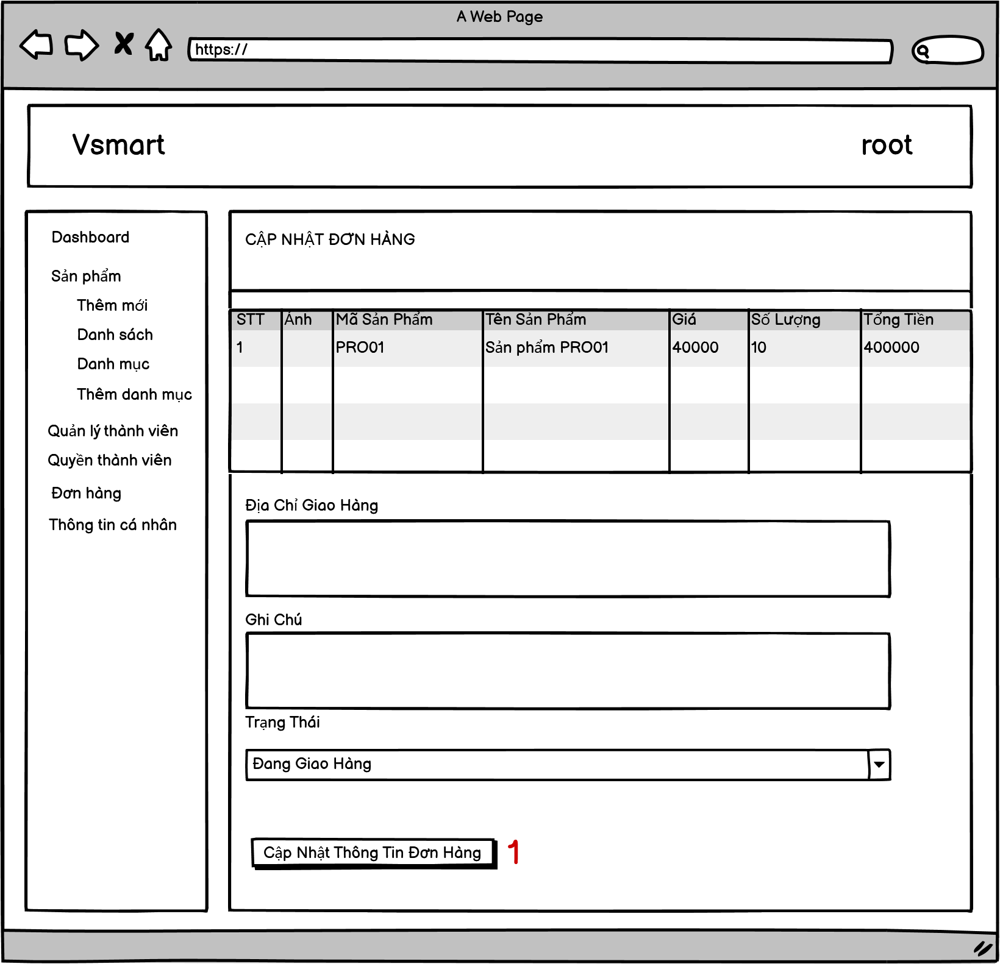 A Web Page
https://
Vsmart
root
Dashboard
Sản phẩm
Thêm mới
Danh sách
Danh mục
Thêm danh mục
Quản lý thành viên
Quyền thành viên
Đơn hàng
Thông tin cá nhân
CẬP NHẬT ĐƠN HÀNG
STT Ảnh Mã Sản Phẩm Tên Sản Phẩm Giá Số Lượng Tổng Tiền
1 PRO01 Sản phẩm PRO01 40000 10 400000
Địa Chỉ Giao Hàng
Ghi Chú
Trạng Thái
Đang Giao Hàng
Cập Nhật Thông Tin Đơn Hàng 1